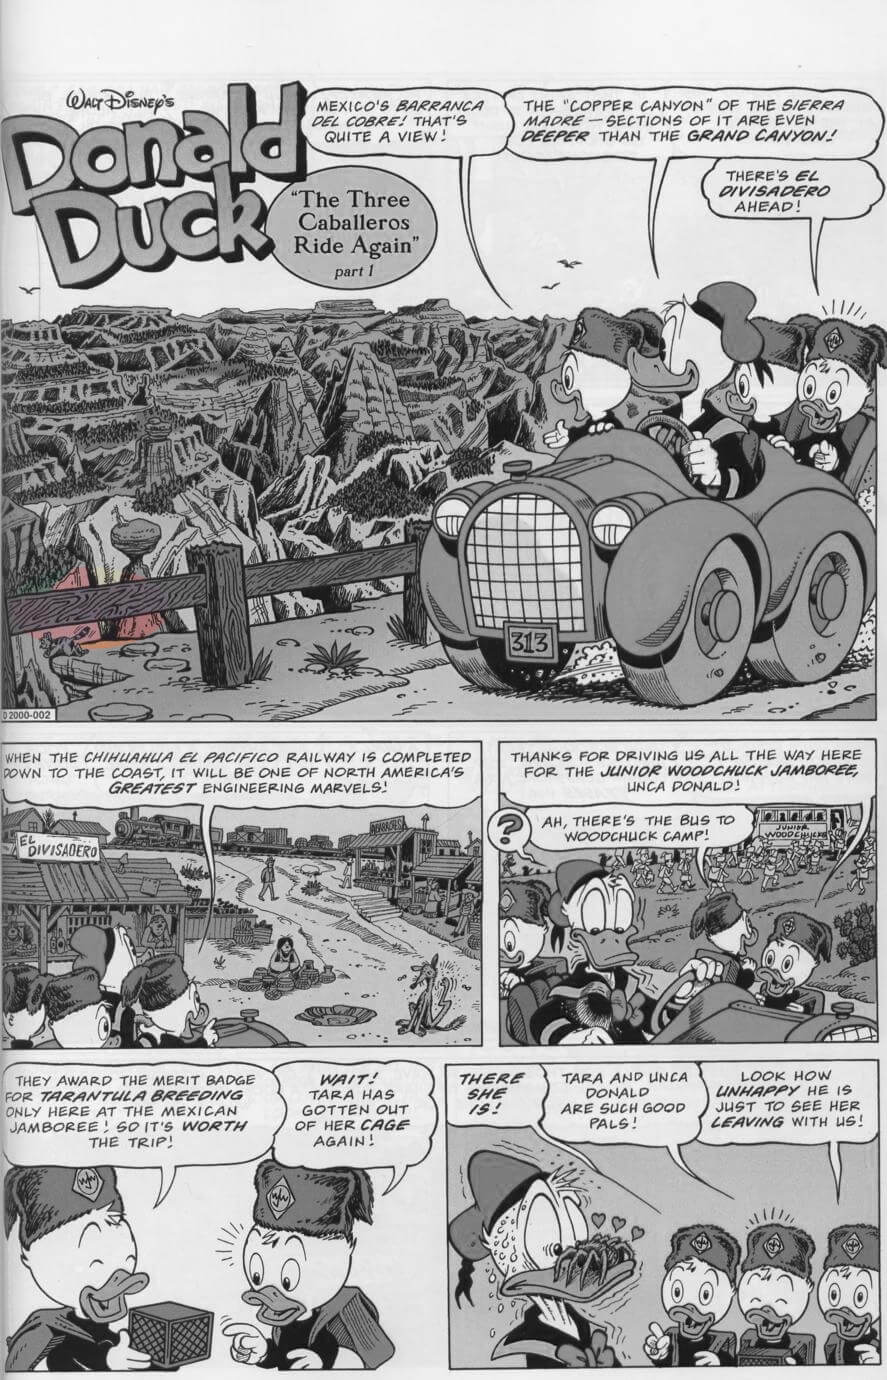 WALT DISNEY'S
Donald
Duck
"The Three
Caballeros
Ride Again"
part 1
MEXICO'S BARRANCA
DEL COBRE! THAT'S
QUITE A VIEW!
THE "COPPER CANYON" OF THE SIERRA
MADRE — SECTIONS OF IT ARE EVEN
DEEPER THAN THE GRAND CANYON!
THERE'S EL
DIVISADERO
AHEAD!
313
D 2000-002
WHEN THE CHIHUAHUA EL PACIFICO RAILWAY IS COMPLETED
DOWN TO THE COAST, IT WILL BE ONE OF NORTH AMERICA'S
GREATEST ENGINEERING MARVELS!
EL
DIVISADERO
ABARROTES
THANKS FOR DRIVING US ALL THE WAY HERE
FOR THE JUNIOR WOODCHUCK JAMBOREE,
UNCA DONALD!
?
AH, THERE'S THE BUS TO
WOODCHUCK CAMP!
JUNIOR
WOODCHUCKS
THEY AWARD THE MERIT BADGE
FOR TARANTULA BREEDING
ONLY HERE AT THE MEXICAN
JAMBOREE! SO IT'S WORTH
THE TRIP!
WAIT!
TARA HAS
GOTTEN OUT
OF HER CAGE
AGAIN!
JWW
JWW
THERE
SHE
IS!
TARA AND UNCA
DONALD
ARE SUCH GOOD
PALS!
LOOK HOW
UNHAPPY HE IS
JUST TO SEE HER
LEAVING WITH US!